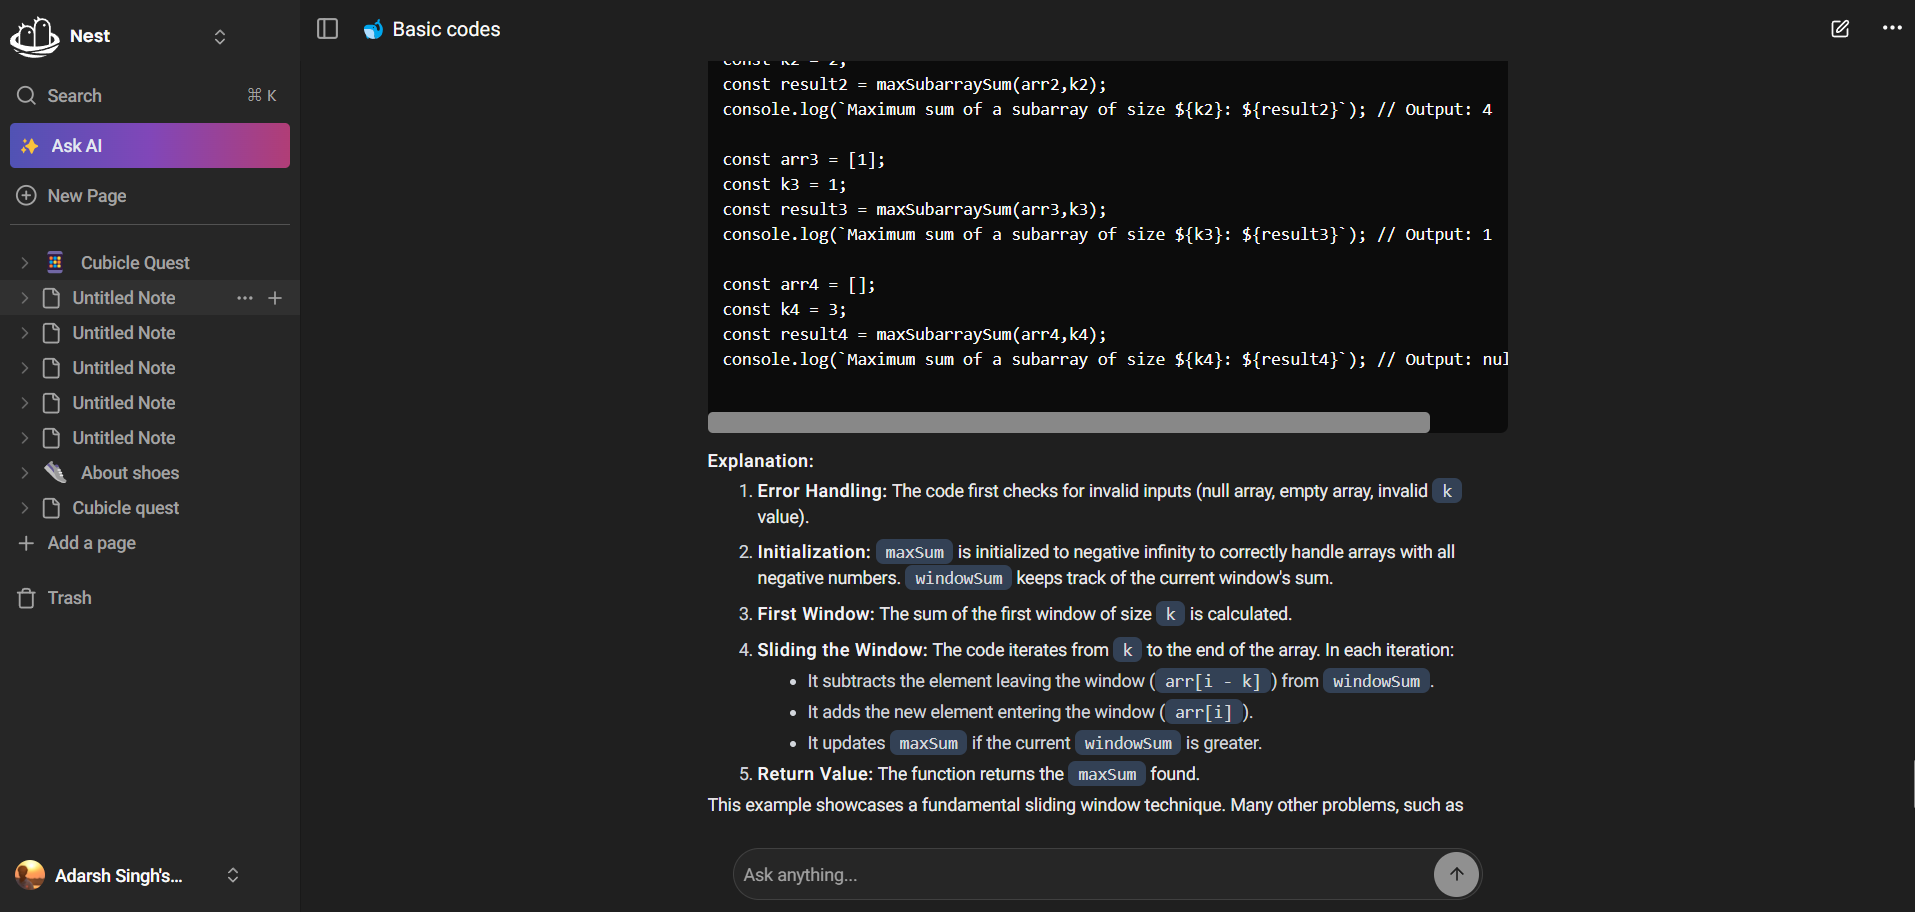 Nest
Search
⌘ K
Ask AI
New Page
Cubicle Quest
Untitled Note
Untitled Note
Untitled Note
Untitled Note
Untitled Note
About shoes
Cubicle quest
Add a page
Trash
Adarsh Singh's...
Basic codes
const k2 = 2;
const result2 = maxSubarraySum(arr2,k2);
console.log(`Maximum sum of a subarray of size ${k2}: ${result2}`); // Output: 4
const arr3 = [1];
const k3 = 1;
const result3 = maxSubarraySum(arr3,k3);
console.log(`Maximum sum of a subarray of size ${k3}: ${result3}`); // Output: 1
const arr4 = [];
const k4 = 3;
const result4 = maxSubarraySum(arr4,k4);
console.log(`Maximum sum of a subarray of size ${k4}: ${result4}`); // Output: nul
Explanation:
1. Error Handling: The code first checks for invalid inputs (null array, empty array, invalid k
value).
2. Initialization: maxSum is initialized to negative infinity to correctly handle arrays with all
negative numbers. windowSum keeps track of the current window's sum.
3. First Window: The sum of the first window of size k is calculated.
4. Sliding the Window: The code iterates from k to the end of the array. In each iteration:
• It subtracts the element leaving the window ( arr[i - k] ) from windowSum .
• It adds the new element entering the window ( arr[i] ).
• It updates maxSum if the current windowSum is greater.
5. Return Value: The function returns the maxSum found.
This example showcases a fundamental sliding window technique. Many other problems, such as
Ask anything...